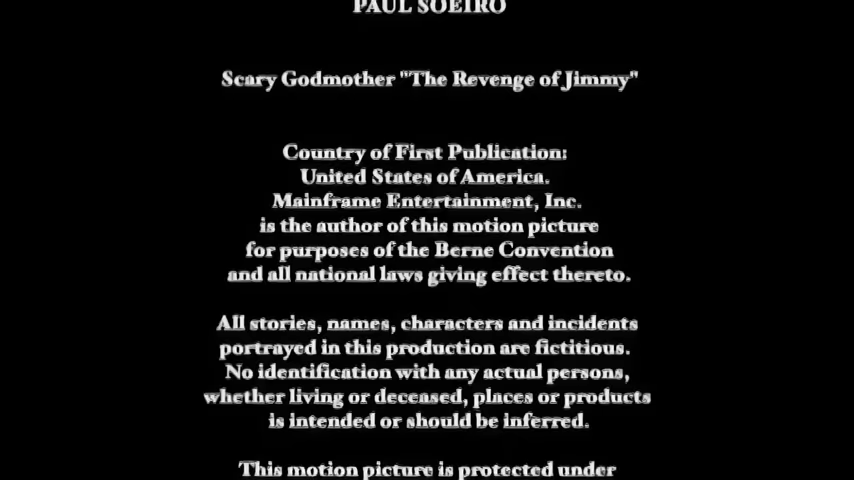 PAUL SOEIRO
Scary Godmother "The Revenge of Jimmy"
Country of First Publication:
United States of America.
Mainframe Entertainment, Inc.
is the author of this motion picture
for purposes of the Berne Convention
and all national laws giving effect thereto.
All stories, names, characters and incidents
portrayed in this production are fictitious.
No identification with any actual persons,
whether living or deceased, places or products
is intended or should be inferred.
This motion picture is protected under